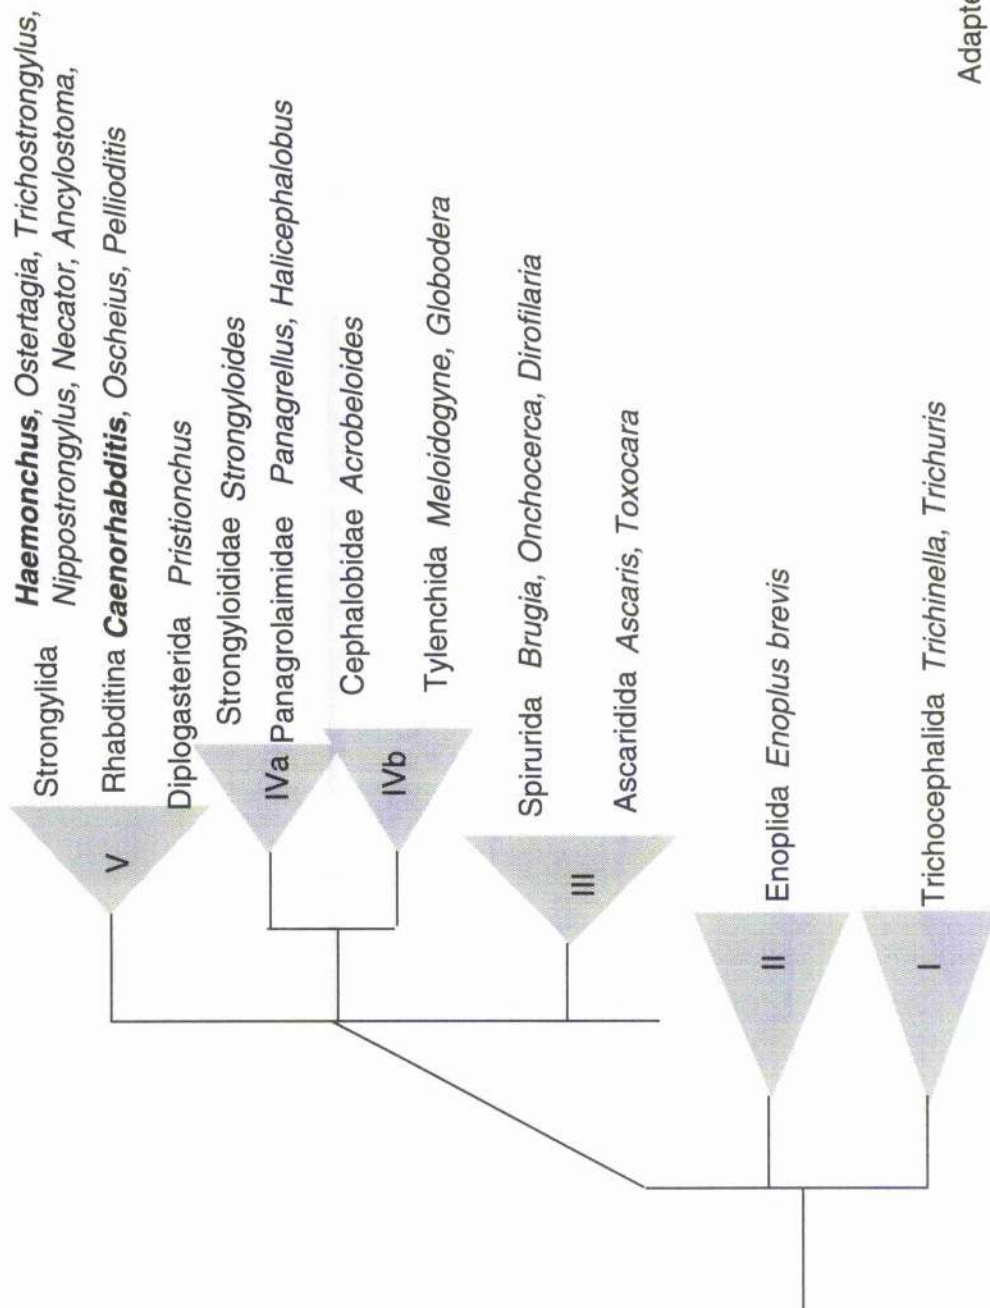 Strongylida Haemonchus, Ostertagia, Trichostrongylus,
Nippostrongylus, Necator, Ancylostoma,
Rhabditina Caenorhabditis, Oscheius, Pellioditis
Diplogasterida Pristionchus
Strongyloididae Strongyloides
Panagrolaimidae Panagrellus, Halicephalobus
Cephalobidae Acrobeloides
Tylenchida Meloidogyne, Globodera
Spirurida Brugia, Onchocerca, Dirofilaria
Ascaridida Ascaris, Toxocara
Enoplida Enoplus brevis
Trichocephalida Trichinella, Trichuris
V
IVa
IVb
III
II
I